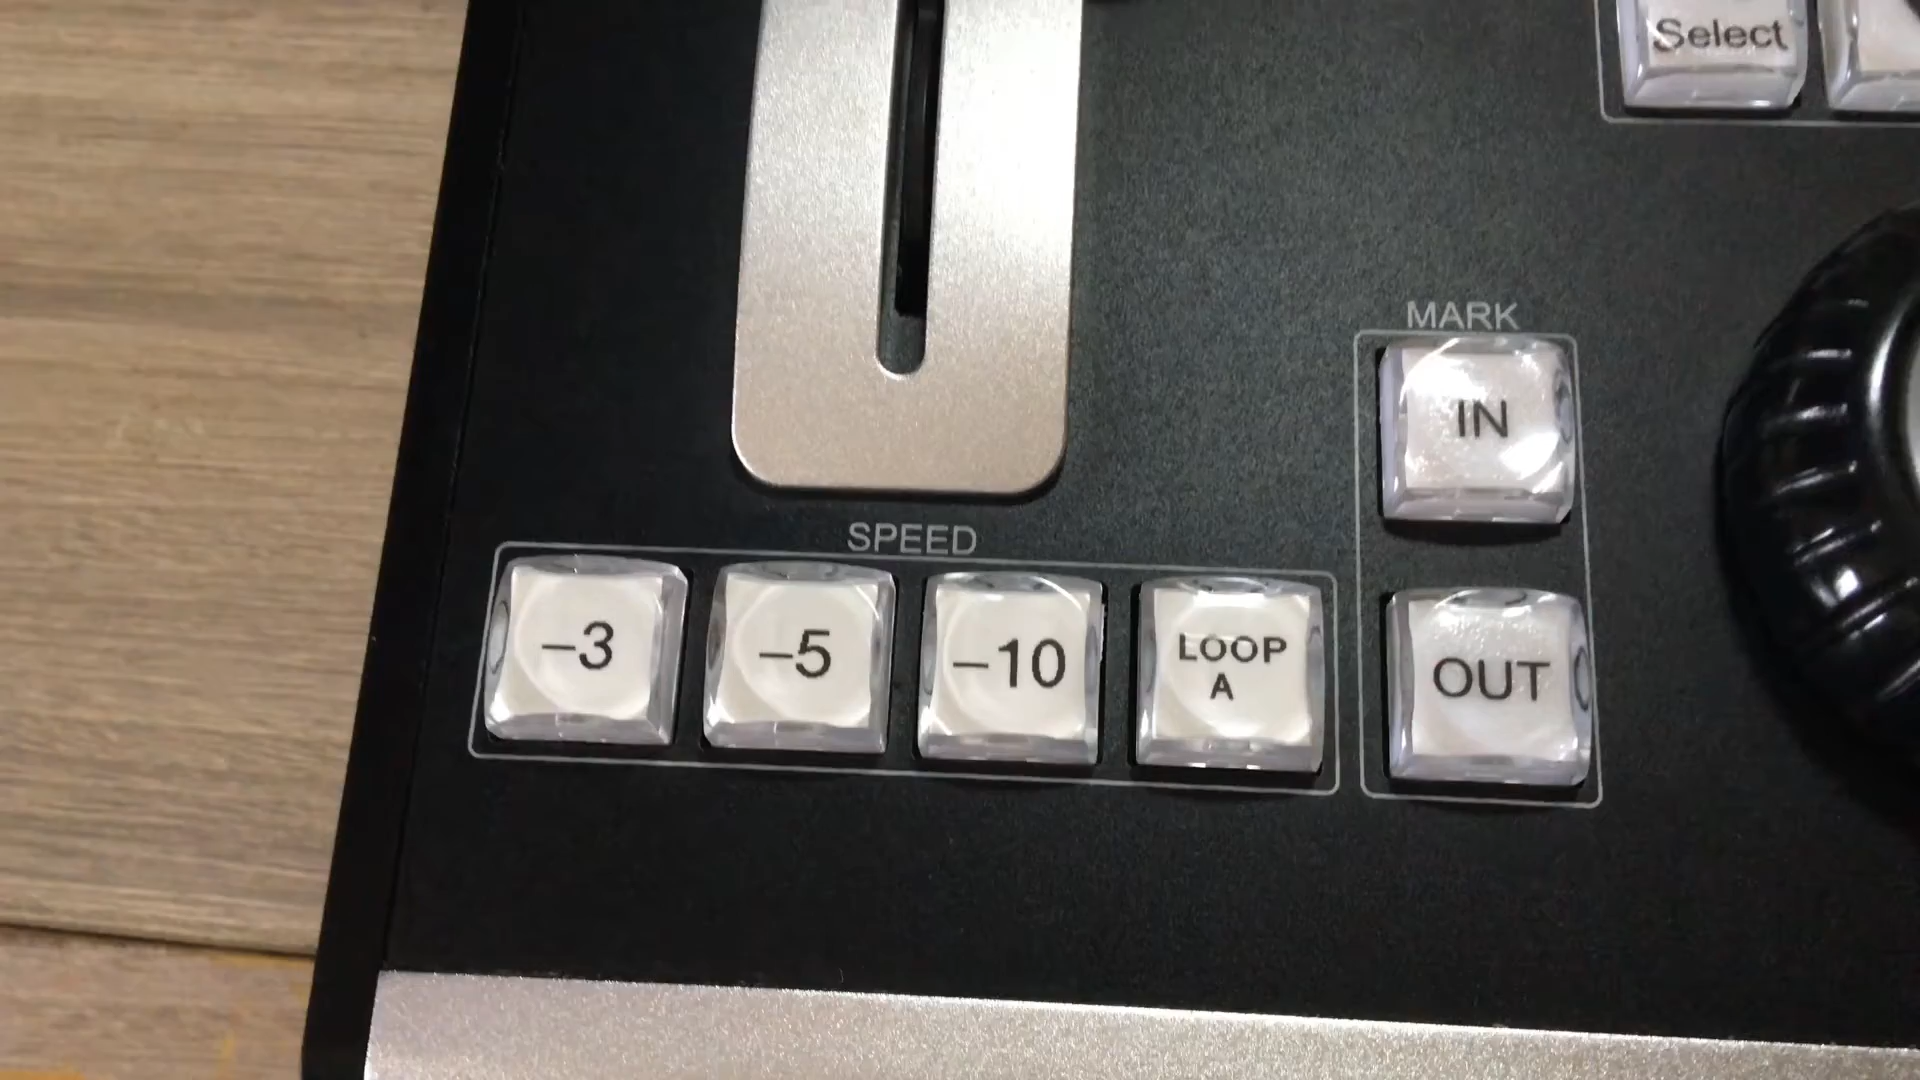 Select
MARK
IN
SPEED
–3
–5
–10
LOOP
A
OUT